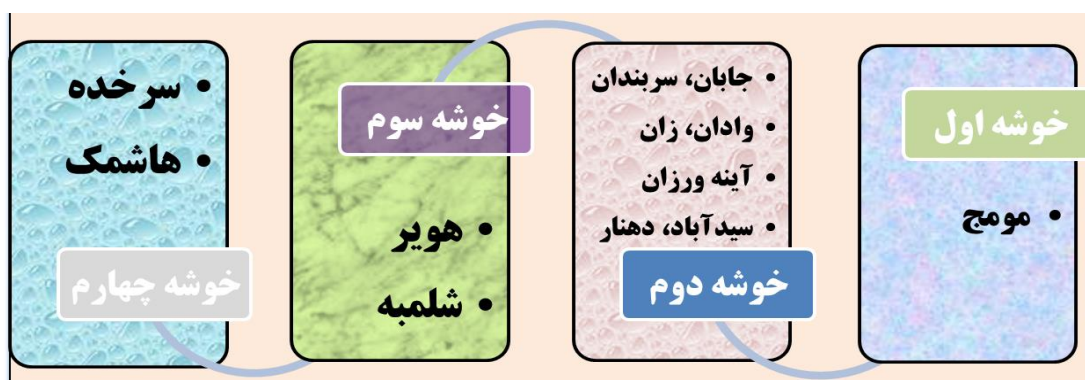 خوشه اول
• مومج
• جابان، سربندان
• وادان، زان
• آینه ورزان
• سیدآباد، دهنار
خوشه دوم
خوشه سوم
• هویر
• شلمبه
• سرخده
• هاشمک
خوشه چهارم